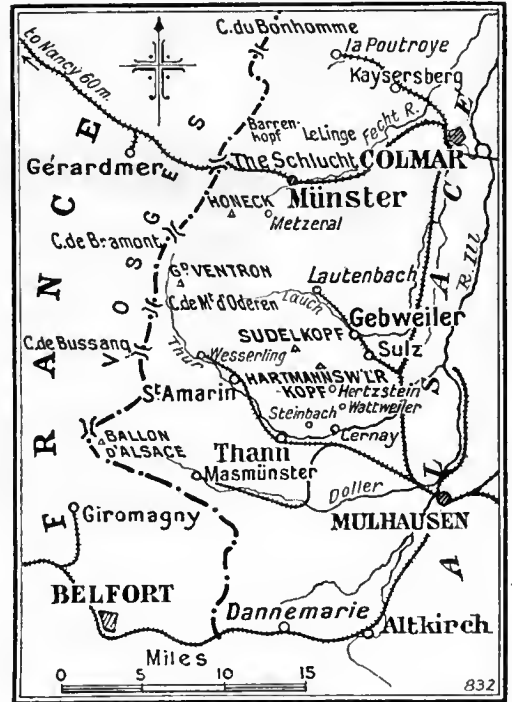 C. du Bonhomme
to Nancy 60 m.
la Poutroye
Kaysersberg
Barren-
hopf
Le Linge
Fecht R.
Gérardmer
The Schlucht
COLMAR
Münster
HONECK
Metzeral
C. de Bramont
Gᴰ VENTRON
C. de Mᵗ d'Oderen
Lautenbach
Lauch
R. Ill
Gebweiler
C. de Bussang
SUDELKOPF
Sulz
Thur
Wesserling
HARTMANNSW'L'R
-KOPF
Hertzstein
Sᵗ Amarin
Steinbach
Wattweiler
Cernay
BALLON
D'ALSACE
Thann
Masmünster
Doller
Giromagny
MULHAUSEN
BELFORT
Dannemarie
Altkirch
FRANCE
VOSGES
ALSACE
Miles
0 5 10 15
832